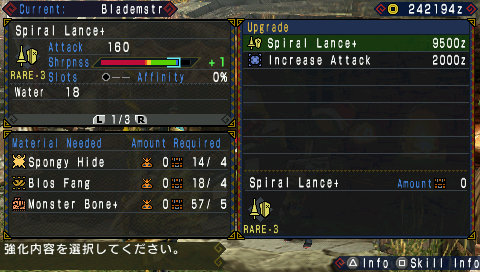 Current: Blademstr
242194z
Spiral Lance+
Attack 160
Shrpnss +1
RARE-3 Slots ―― Affinity 0%
Water 18
L 1/3 R
Material Needed Amount Required
Spongy Hide 0 14/ 4
Blos Fang 0 18/ 4
Monster Bone+ 0 57/ 5
Upgrade
Spiral Lance+ 9500z
Increase Attack 2000z
Spiral Lance+ Amount 0
RARE-3
強化内容を選択してください。
Info Skill Info